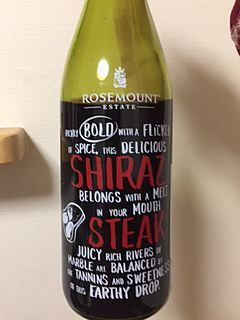 ROSEMOUNT
ESTATE
RICHLY BOLD WITH A FLICKER
OF SPICE, THIS DELICIOUS
SHIRAZ
BELONGS WITH A MELT
IN YOUR MOUTH
STEAK
JUICY RICH RIVERS OF
MARBLE ARE BALANCED BY
THE TANNINS AND SWEETNESS
OF THIS EARTHY DROP.